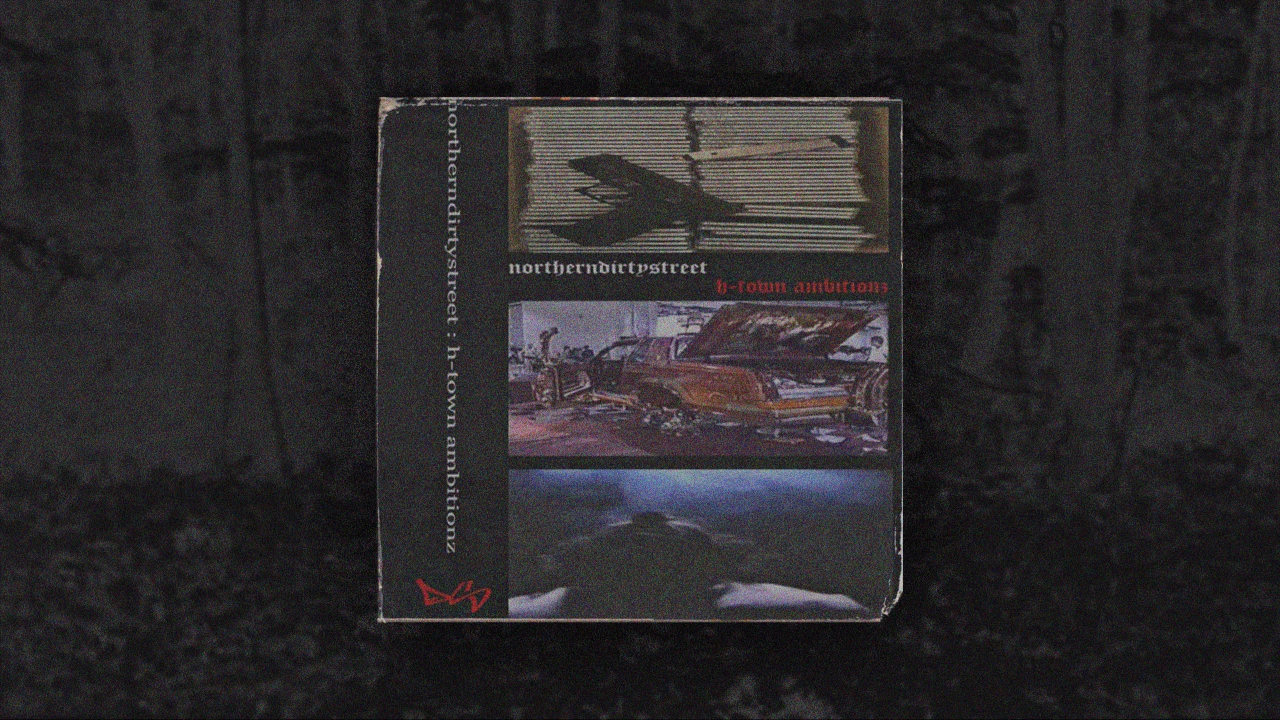 northerndirtystreet : h-town ambitionz
northerndirtystreet
h-town ambitionz